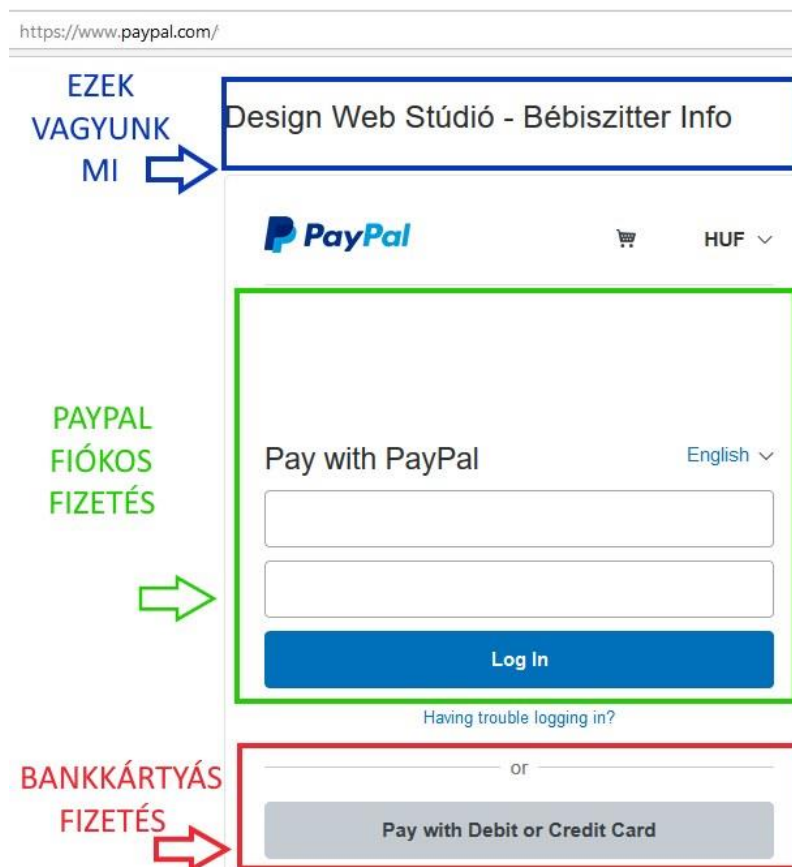 https://www.paypal.com/
EZEK
VAGYUNK
MI
Design Web Stúdió - Bébiszitter Info
PayPal
HUF
PAYPAL
FIÓKOS
FIZETÉS
Pay with PayPal
English
Log In
Having trouble logging in?
BANKKÁRTYÁS
FIZETÉS
or
Pay with Debit or Credit Card